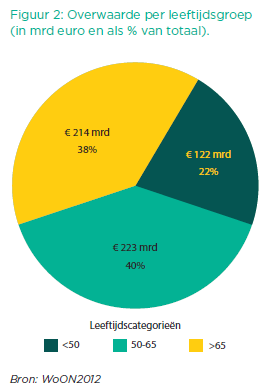 Figuur 2: Overwaarde per leeftijdsgroep
(in mrd euro en als % van totaal).
€ 214 mrd
38%
€ 122 mrd
22%
€ 223 mrd
40%
Leeftijdscategorieën
<50
50-65
>65
Bron: WoON2012